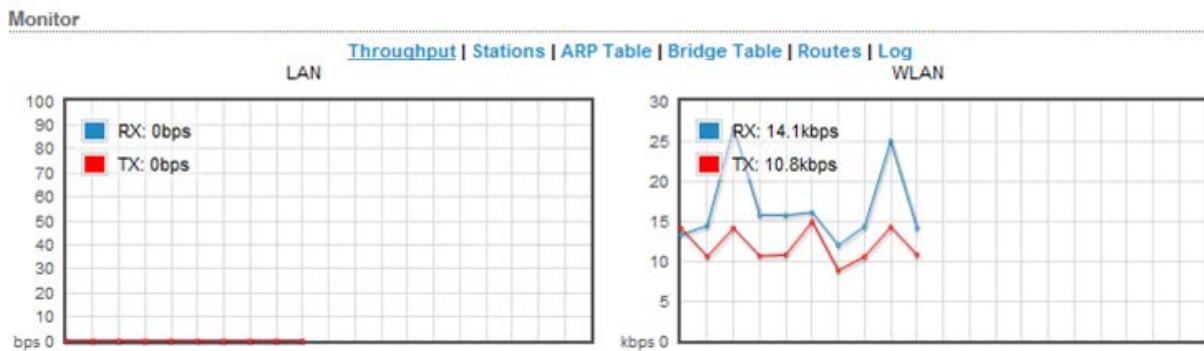 Monitor
Throughput | Stations | ARP Table | Bridge Table | Routes | Log
LAN
100
90
80
70
60
50
40
30
20
10
bps 0
RX: 0bps
TX: 0bps
WLAN
30
25
20
15
10
5
kbps 0
RX: 14.1kbps
TX: 10.8kbps